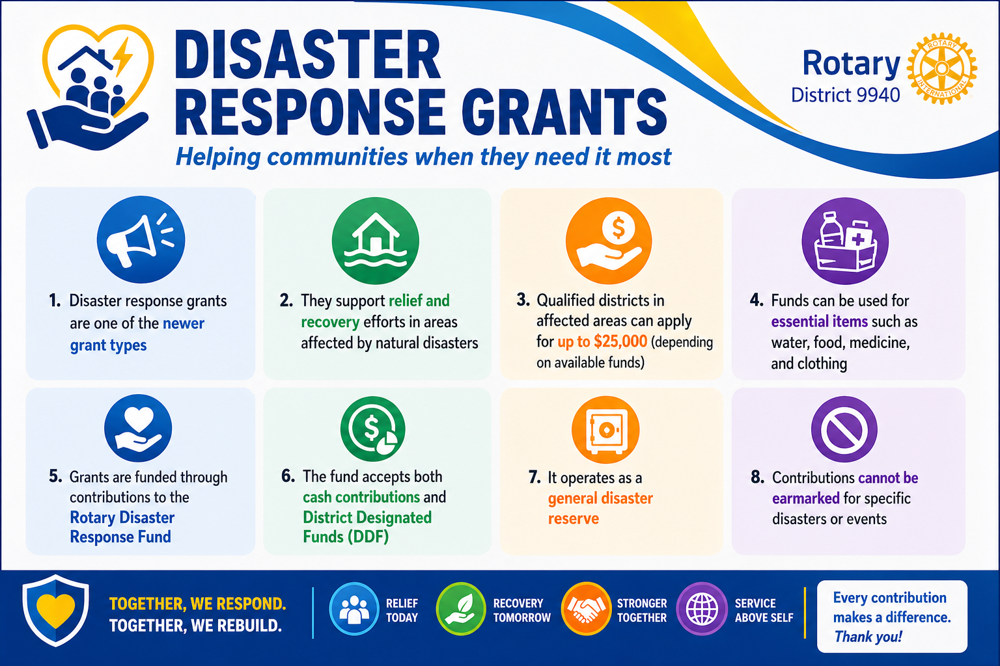 DISASTER
RESPONSE GRANTS
Helping communities when they need it most
Rotary
District 9940
ROTARY
INTERNATIONAL
1. Disaster response grants
are one of the newer
grant types
2. They support relief and
recovery efforts in areas
affected by natural disasters
3. Qualified districts in
affected areas can apply
for up to $25,000 (depending
on available funds)
4. Funds can be used for
essential items such as
water, food, medicine,
and clothing
5. Grants are funded through
contributions to the
Rotary Disaster
Response Fund
6. The fund accepts both
cash contributions and
District Designated
Funds (DDF)
7. It operates as a
general disaster
reserve
8. Contributions cannot be
earmarked for specific
disasters or events
TOGETHER, WE RESPOND.
TOGETHER, WE REBUILD.
RELIEF
TODAY
RECOVERY
TOMORROW
STRONGER
TOGETHER
SERVICE
ABOVE SELF
Every contribution
makes a difference.
Thank you!